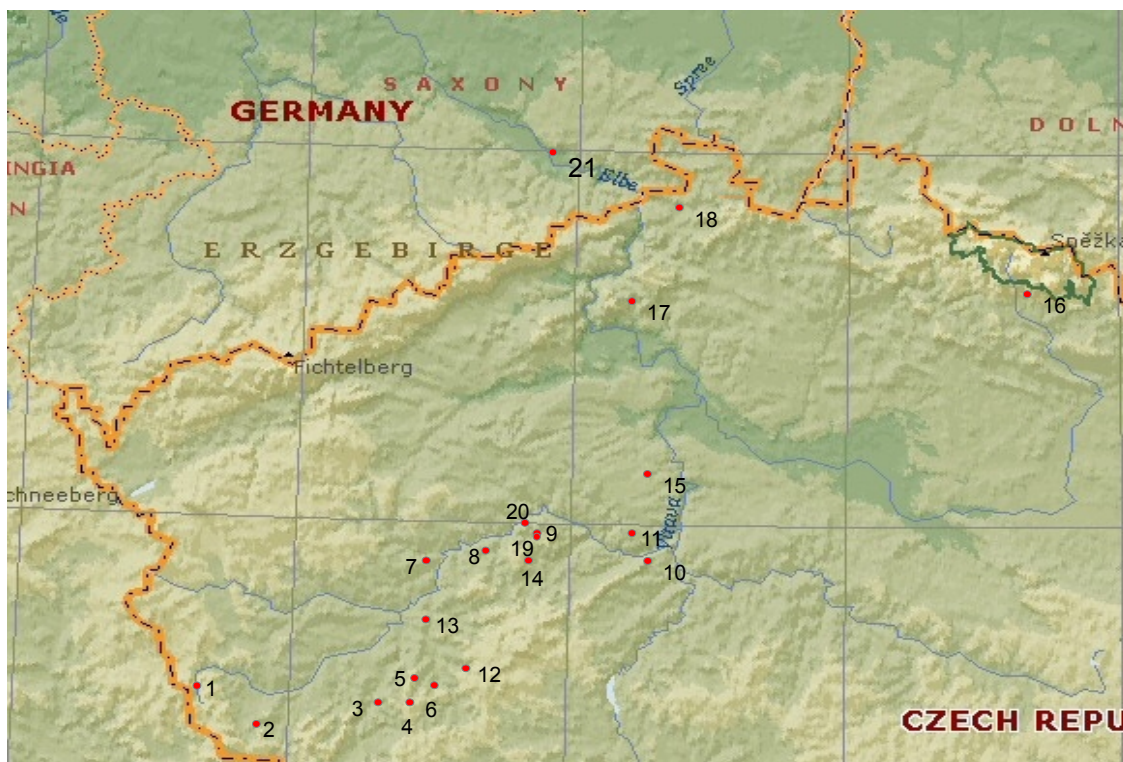 SAXONY
Spree
GERMANY
DOLN
INGIA
21
Elbe
N
18
ERZGEBIRGE
Sněžka
17
16
Fichtelberg
15
chneeberg
Vltava
20
9
11
19
8
7
14
10
13
12
5
1
3
4
6
2
CZECH REPU